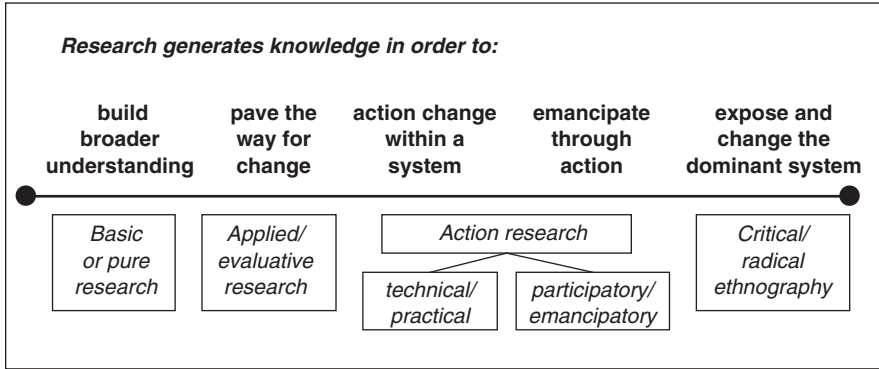 Research generates knowledge in order to:
build
broader
understanding
pave the
way for
change
action change
within a
system
emancipate
through
action
expose and
change the
dominant system
Basic
or pure
research
Applied/
evaluative
research
Action research
technical/
practical
participatory/
emancipatory
Critical/
radical
ethnography